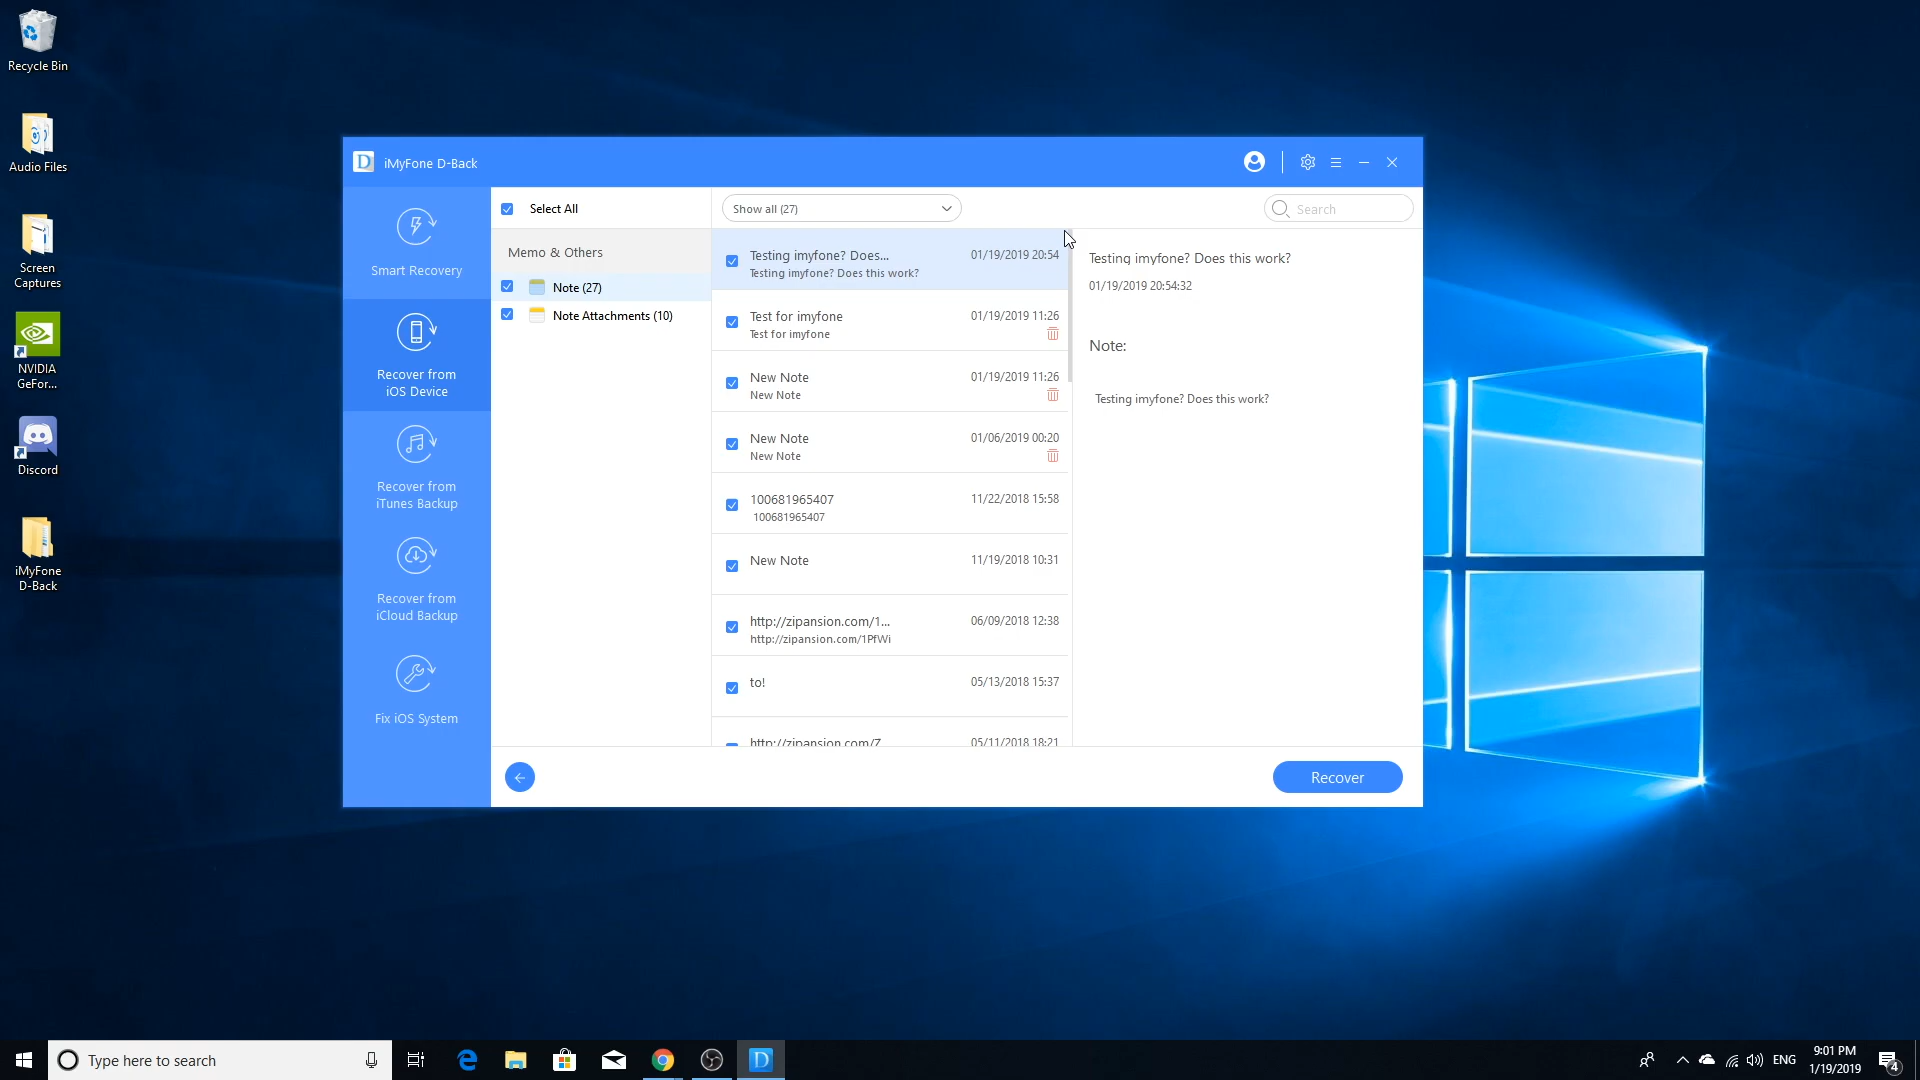 Recycle Bin
Audio Files
Screen
Captures
NVIDIA
GeFor...
Discord
iMyFone
D-Back
D iMyFone D-Back
Smart Recovery
Recover from
iOS Device
Recover from
iTunes Backup
Recover from
iCloud Backup
Fix iOS System
Select All
Show all (27)
Search
Memo & Others
Note (27)
Note Attachments (10)
Testing imyfone? Does... 01/19/2019 20:54
Testing imyfone? Does this work?
Test for imyfone 01/19/2019 11:26
Test for imyfone
New Note 01/19/2019 11:26
New Note
New Note 01/06/2019 00:20
New Note
100681965407 11/22/2018 15:58
100681965407
New Note 11/19/2018 10:31
http://zipansion.com/1... 06/09/2018 12:38
http://zipansion.com/1PfWi
to! 05/13/2018 15:37
http://zipansion.com/Z 05/11/2018 18:21
Testing imyfone? Does this work?
01/19/2019 20:54:32
Note:
Testing imyfone? Does this work?
Recover
Type here to search
D
ENG
9:01 PM
1/19/2019
4